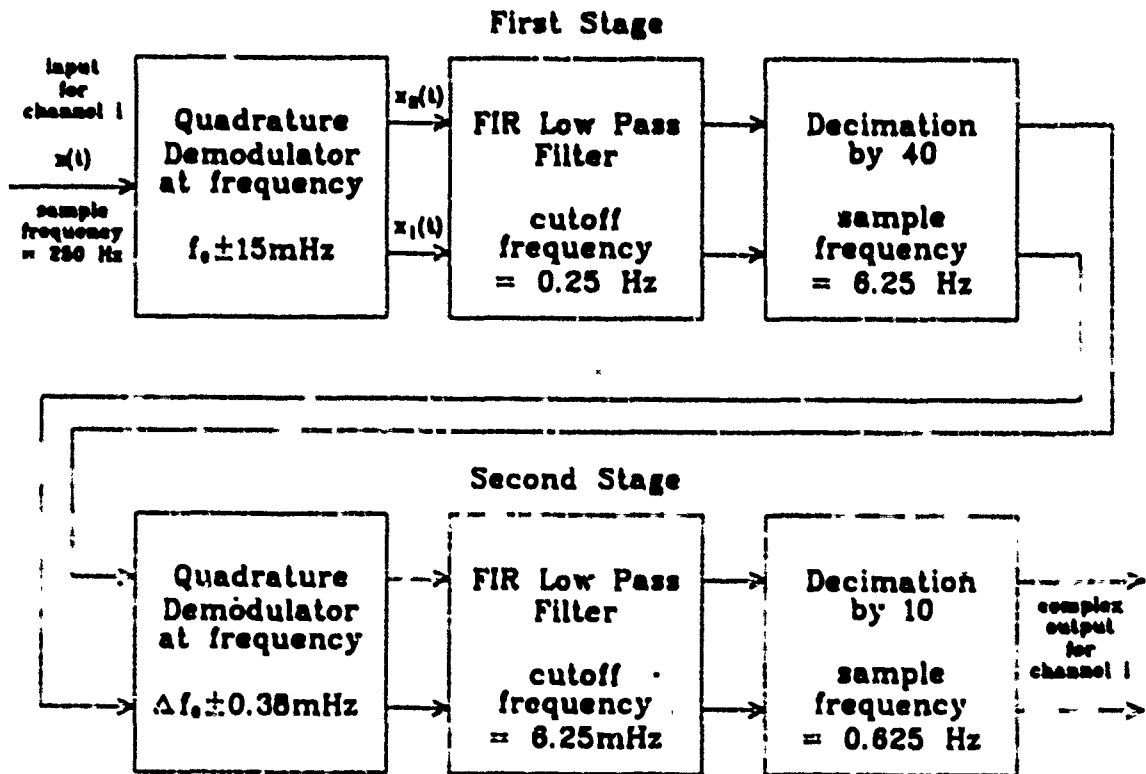 First Stage
input
for
channel i
x(t)
sample
frequency
= 250 Hz
Quadrature
Demodulator
at frequency
f₀±15mHz
x_R(t)
x_I(t)
FIR Low Pass
Filter
cutoff
frequency
= 0.25 Hz
Decimation
by 40
sample
frequency
= 6.25 Hz
Second Stage
Quadrature
Demodulator
at frequency
Δf₀±0.38mHz
FIR Low Pass
Filter
cutoff
frequency
= 6.25mHz
Decimation
by 10
sample
frequency
= 0.625 Hz
complex
output
for
channel i